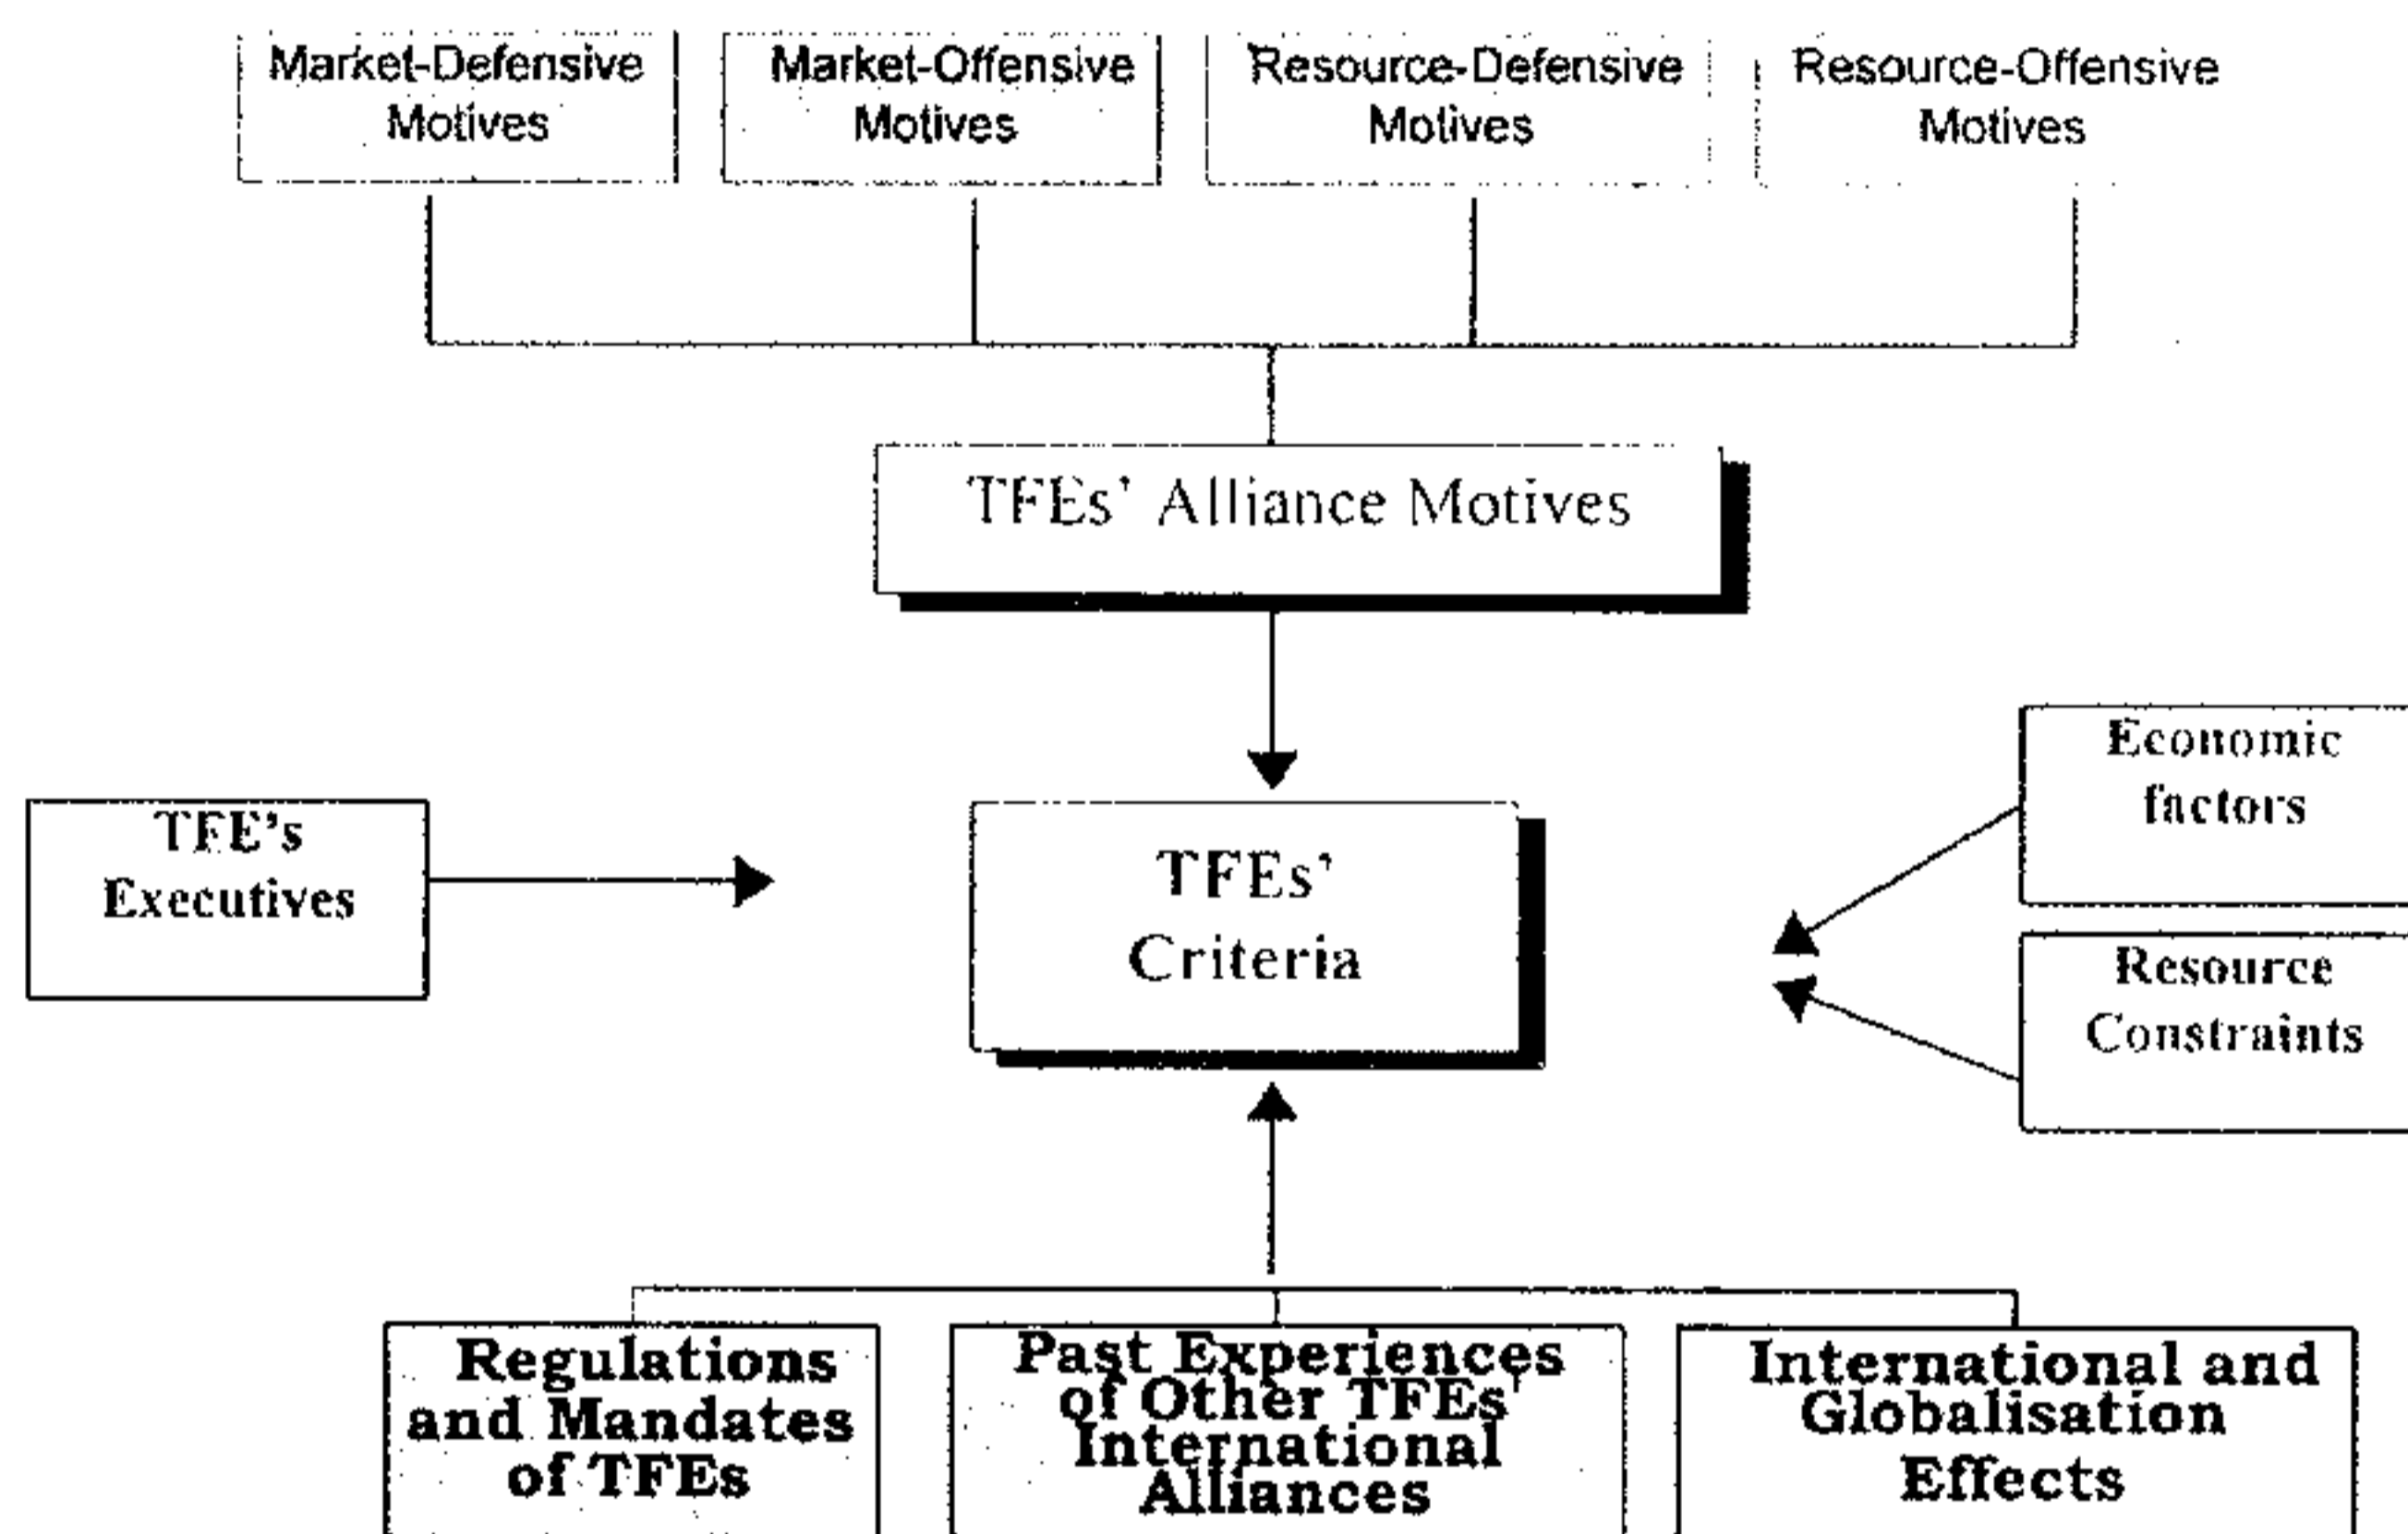 Market-Defensive
Motives
Market-Offensive
Motives
Resource-Defensive
Motives
Resource-Offensive
Motives
TFEs' Alliance Motives
Economic
factors
TFE's
Executives
TFEs'
Criteria
Resource
Constraints
Regulations
and Mandates
of TFEs
Past Experiences
of Other TFEs'
International
Alliances
International and
Globalisation
Effects